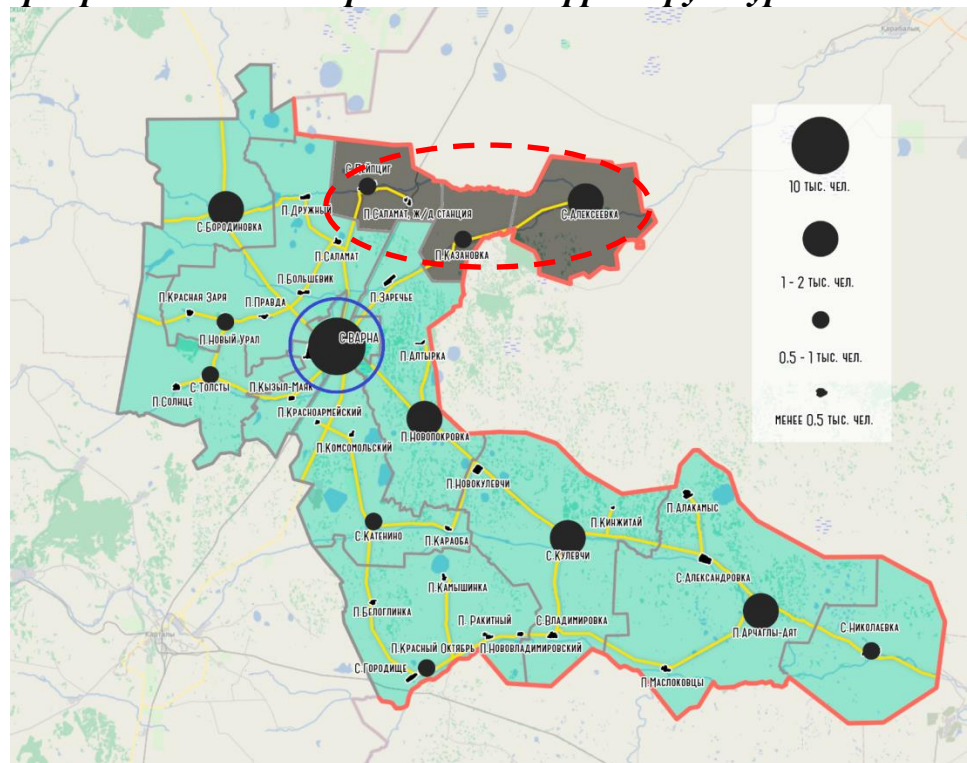 Карабалык
10 ТЫС. ЧЕЛ.
1 - 2 ТЫС. ЧЕЛ.
0.5 - 1 ТЫС. ЧЕЛ.
МЕНЕЕ 0.5 ТЫС. ЧЕЛ.
С.ЛЕЙПЦИГ
П.САЛАМАТ, Ж/Д СТАНЦИЯ
С.АЛЕКСЕЕВКА
П.ДРУЖНЫЙ
С.БОРОДИНОВКА
П.КАЗАНОВКА
П.САЛАМАТ
П.БОЛЬШЕВИК
П.ЗАРЕЧЬЕ
П.КРАСНАЯ ЗАРЯ
П.ПРАВДА
П.НОВЫЙ УРАЛ
С.ВАРНА
П.АЛТЫРКА
С.ТОЛСТЫ
П.КЫЗЫЛ-МАЯК
П.СОЛНЦЕ
П.КРАСНОАРМЕЙСКИЙ
П.НОВОПОКРОВКА
П.КОМСОМОЛЬСКИЙ
П.НОВОКУЛЕВЧИ
П.АЛАКАМЫС
П.КИНЖИТАЙ
С.КАТЕНИНО
П.КАРАОБА
С.КУЛЕВЧИ
С.АЛЕКСАНДРОВКА
П.КАМЫШИНКА
П.БЕЛОГЛИНКА
П. РАКИТНЫЙ
С.ВЛАДИМИРОВКА
П.АРЧАГЛЫ-АЯТ
С.НИКОЛАЕВКА
Карталы
П.КРАСНЫЙ ОКТЯБРЬ
П.НОВОВЛАДИМИРОВСКИЙ
С.ГОРОДИЩЕ
П.МАСЛОКОВЦЫ